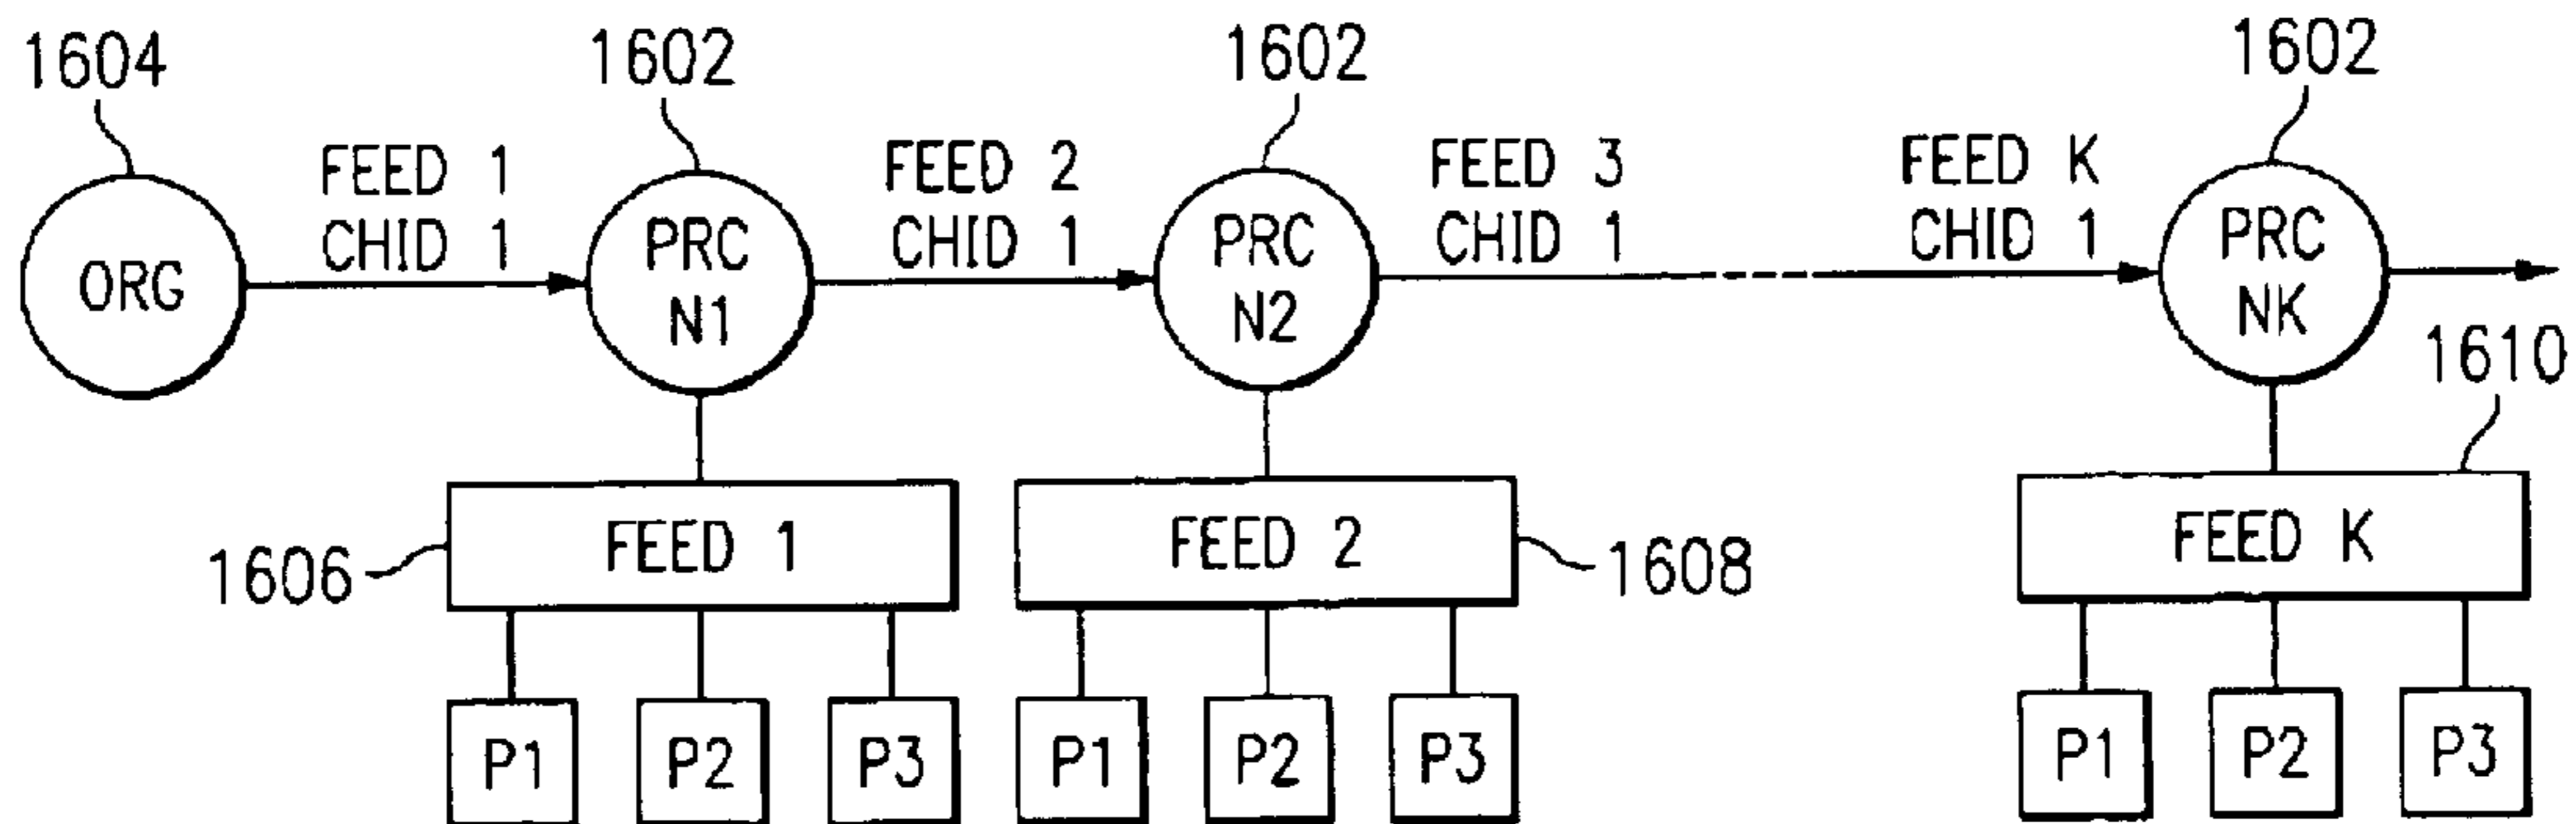 1604
1602
1602
1602
FEED 1
CHID 1
FEED 2
CHID 1
FEED 3
CHID 1
FEED K
CHID 1
ORG
PRC
N1
PRC
N2
PRC
NK
1610
1606
FEED 1
FEED 2
1608
FEED K
P1
P2
P3
P1
P2
P3
P1
P2
P3